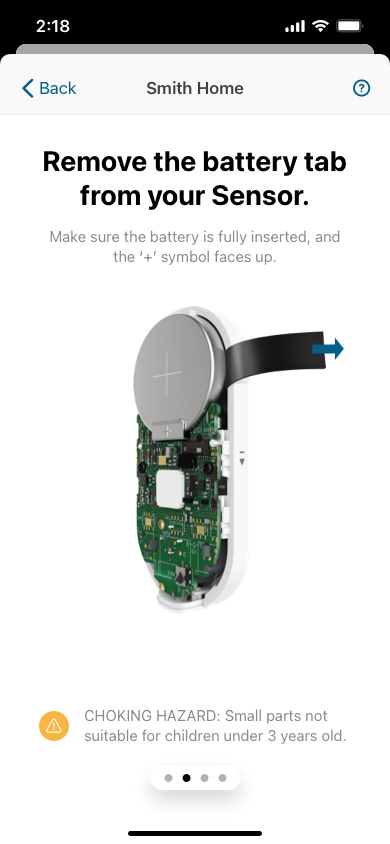 2:18
Back
Smith Home
Remove the battery tab
from your Sensor.
Make sure the battery is fully inserted, and
the ‘+’ symbol faces up.
CHOKING HAZARD: Small parts not
suitable for children under 3 years old.